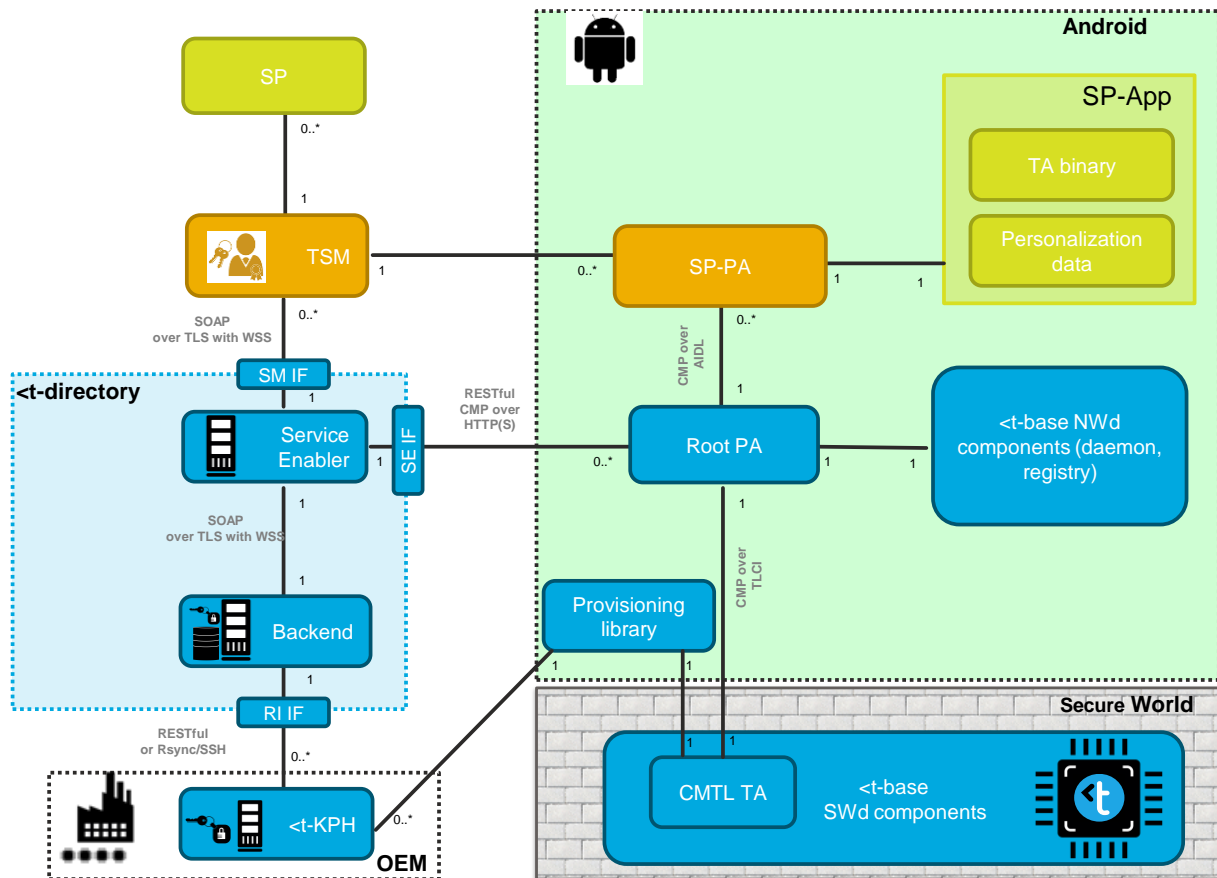 Android
SP
0..*
1
SP-App
TA binary
Personalization
data
TSM
1
0..*
SP-PA
1
1
0..*
SOAP
over TLS with WSS
0..*
CMP over
AIDL
1
<t-directory
SM IF
1
Service
Enabler
1
SE IF
RESTful
CMP over
HTTP(S)
0..*
Root PA
1
1
<t-base NWd
components (daemon,
registry)
1
1
SOAP
over TLS with WSS
CMP over
TLCI
1
Backend
Provisioning
library
1
1
1
RI IF
RESTful
or Rsync/SSH
0..*
Secure World
1
1
CMTL TA
<t-base
SWd components
<t
<t-KPH
0..*
OEM